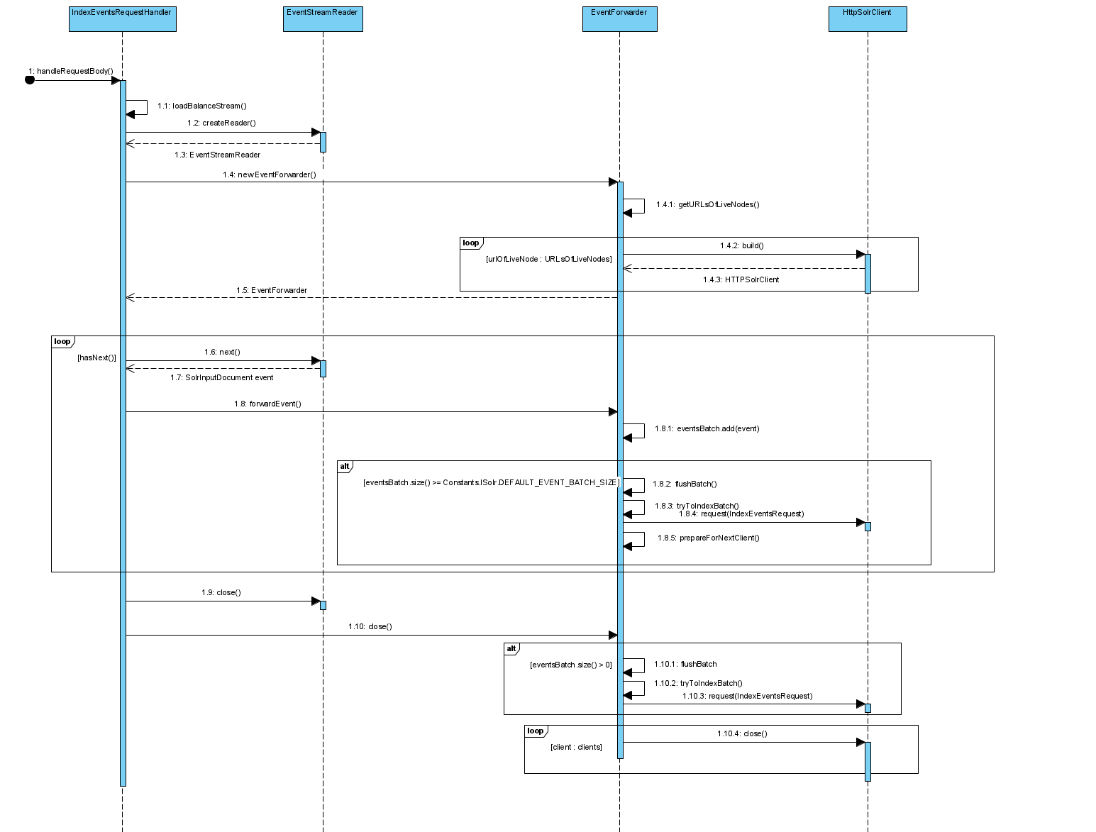 IndexEventsRequestHandler
EventStreamReader
EventForwarder
HttpSolrClient
1: handleRequestBody()
1.1: loadBalanceStream()
1.2: createReader()
1.3: EventStreamReader
1.4: newEventForwarder()
1.4.1: getURLsOfLiveNodes()
loop
1.4.2: build()
[urlOfLiveNode : URLsOfLiveNodes]
1.4.3: HTTPSolrClient
1.5: EventForwarder
loop
[hasNext()]
1.6: next()
1.7: SolrInputDocument event
1.8: forwardEvent()
1.8.1: eventsBatch.add(event)
alt
[eventsBatch.size() >= Constants.ISolr.DEFAULT_EVENT_BATCH_SIZE]
1.8.2: flushBatch()
1.8.3: tryToIndexBatch()
1.8.4: request(IndexEventsRequest)
1.8.5: prepareForNextClient()
1.9: close()
1.10: close()
alt
[eventsBatch.size() > 0]
1.10.1: flushBatch
1.10.2: tryToIndexBatch()
1.10.3: request(IndexEventsRequest)
loop
1.10.4: close()
[client : clients]